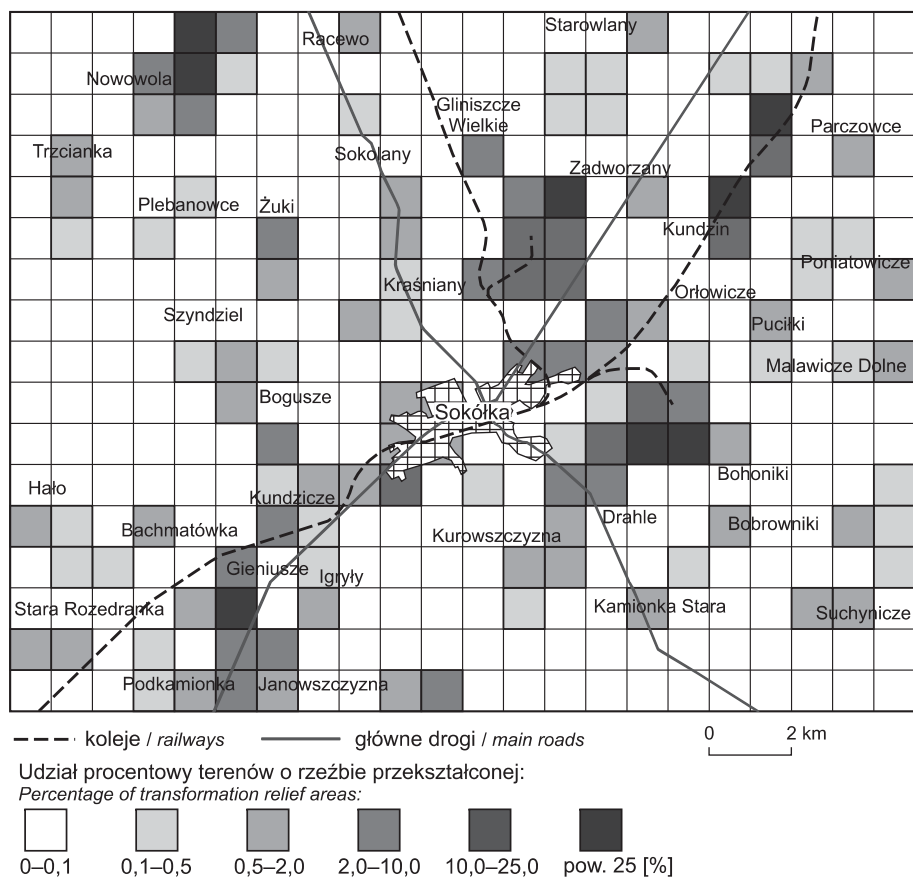 Racewo
Starowlany
Nowowola
Gliniszcze
Wielkie
Parczowce
Trzcianka
Sokolany
Zadworzany
Plebanowce
Żuki
Kundzin
Poniatowicze
Kraśniany
Orłowicze
Szyndziel
Puciłki
Malawicze Dolne
Bogusze
Sokółka
Bohoniki
Hało
Kundzicze
Drahle
Bachmatówka
Kurowszczyzna
Bobrowniki
Gieniusze
Igryły
Stara Rozedranka
Kamionka Stara
Suchynicze
Podkamionka
Janowszczyzna
koleje / railways
główne drogi / main roads
0 2 km
Udział procentowy terenów o rzeźbie przekształconej:
Percentage of transformation relief areas:
0–0,1 0,1–0,5 0,5–2,0 2,0–10,0 10,0–25,0 pow. 25 [%]